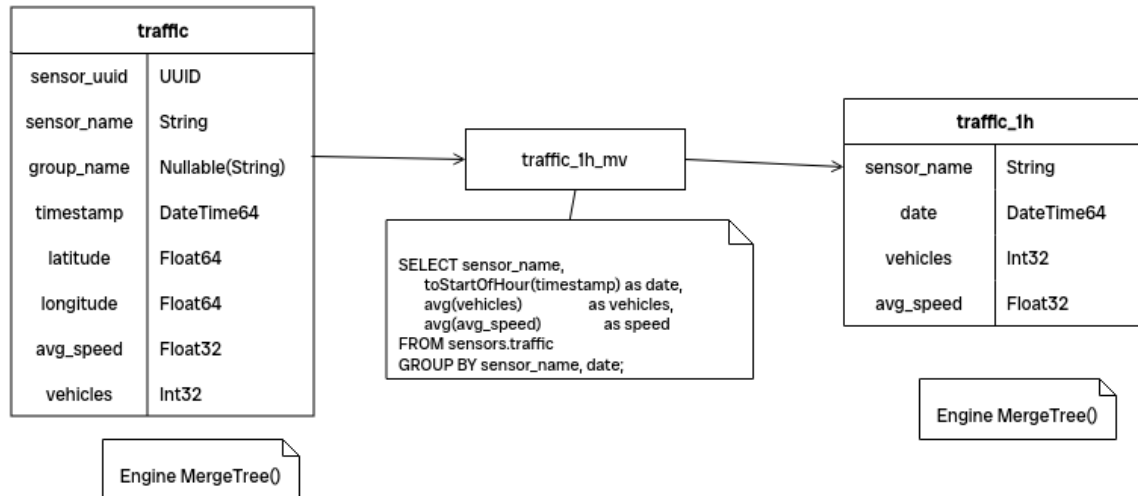 traffic
sensor_uuid UUID
sensor_name String
group_name Nullable(String)
timestamp DateTime64
latitude Float64
longitude Float64
avg_speed Float32
vehicles Int32
Engine MergeTree()
traffic_1h_mv
SELECT sensor_name,
toStartOfHour(timestamp) as date,
avg(vehicles) as vehicles,
avg(avg_speed) as speed
FROM sensors.traffic
GROUP BY sensor_name, date;
traffic_1h
sensor_name String
date DateTime64
vehicles Int32
avg_speed Float32
Engine MergeTree()